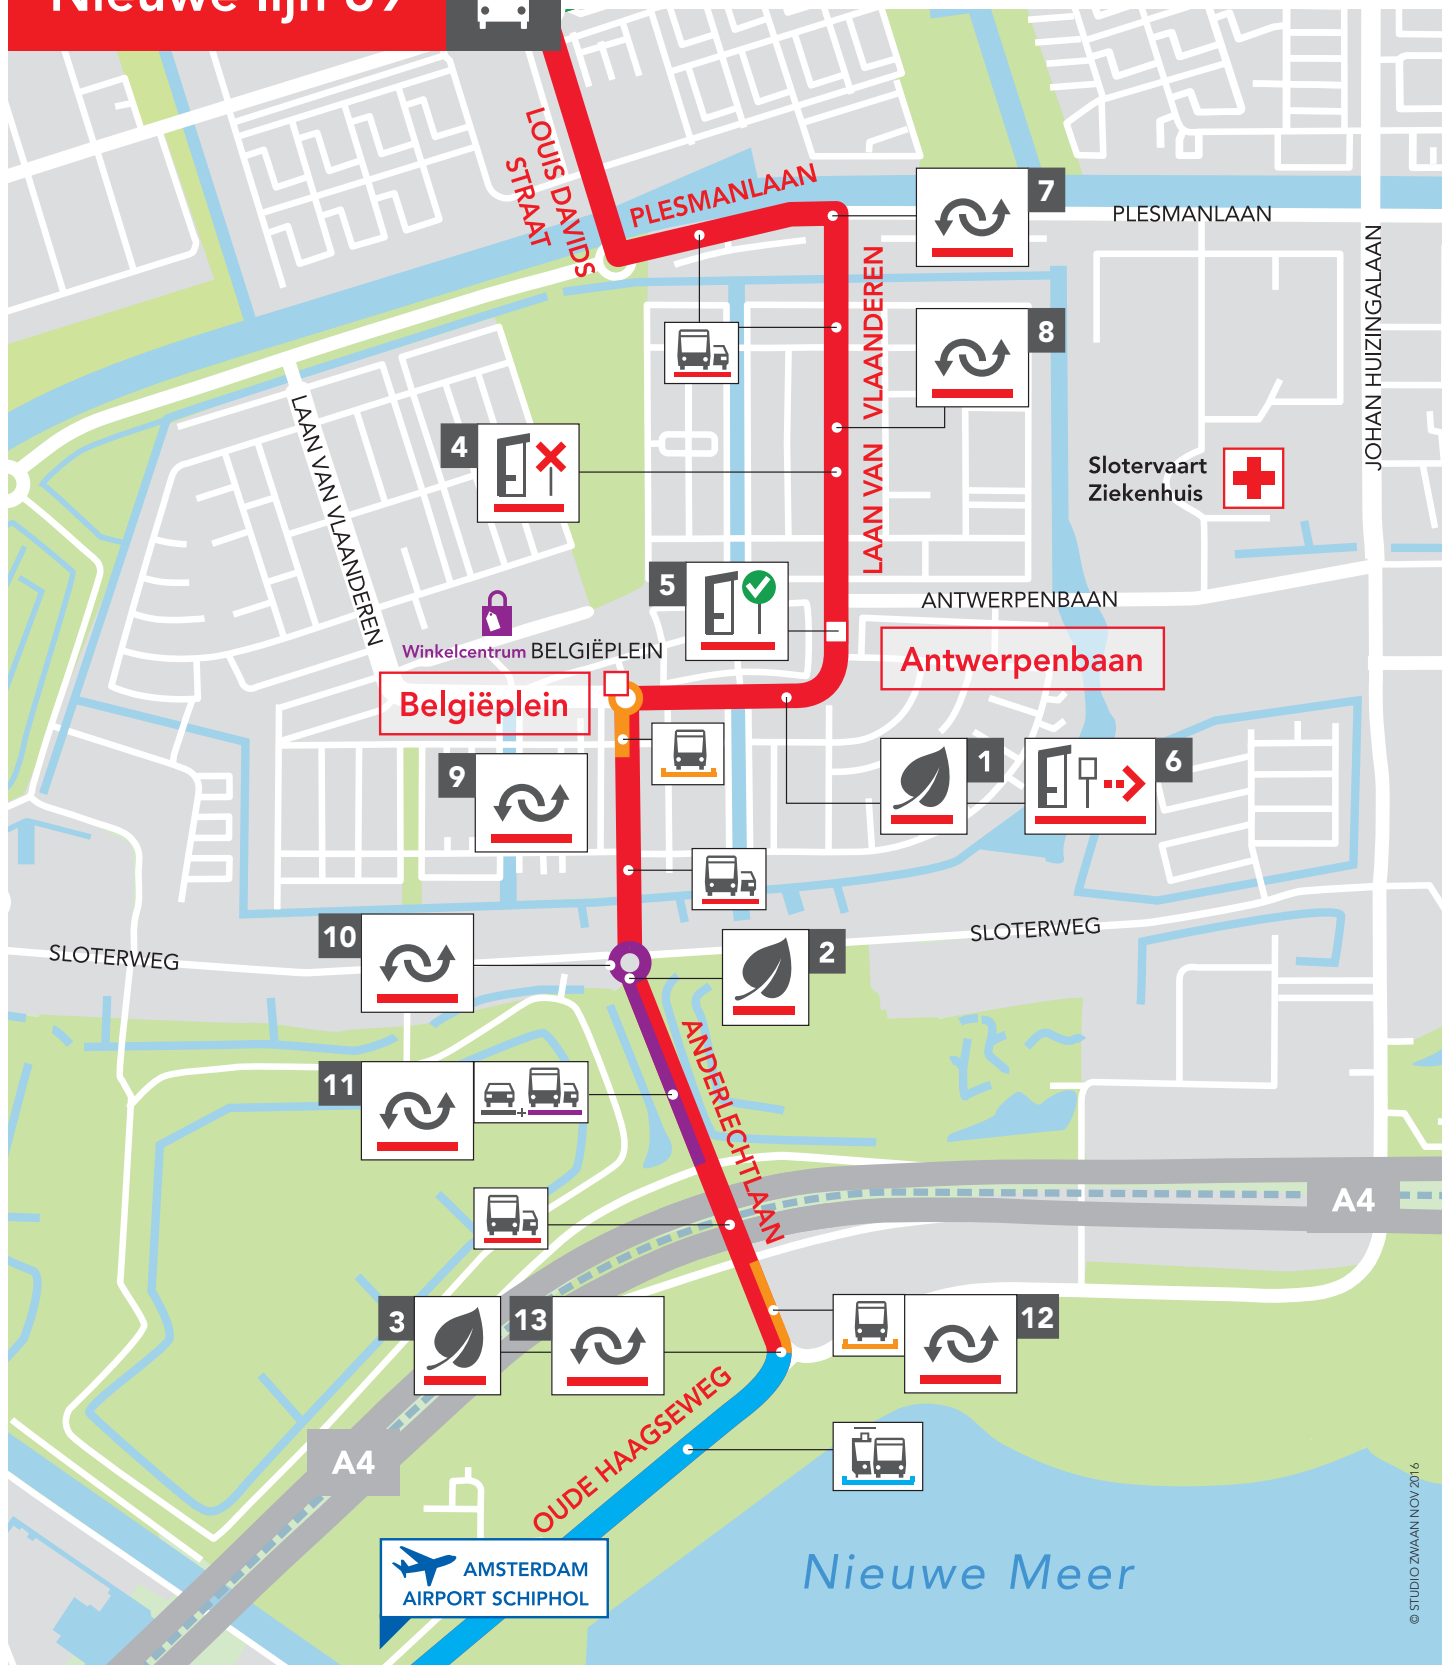 Nieuwe lijn 69
LOUIS DAVIDS
STRAAT
PLESMANLAAN
7
PLESMANLAAN
JOHAN HUIZINGALAAN
LAAN VAN VLAANDEREN
8
LAAN VAN VLAANDEREN
4
Slotervaart
Ziekenhuis
5
ANTWERPENBAAN
Winkelcentrum BELGIËPLEIN
Antwerpenbaan
Belgiëplein
9
1
6
10
2
SLOTERWEG
SLOTERWEG
ANDERLECHTLAAN
11
+
A4
3
13
12
OUDE HAAGSEWEG
A4
AMSTERDAM
AIRPORT SCHIPHOL
Nieuwe Meer
© STUDIO ZWAAN NOV 2016